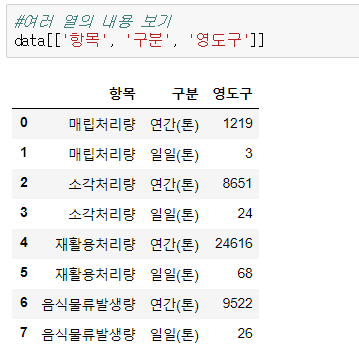 #여러 열의 내용 보기
data[['항목', '구분', '영도구']]
항목 구분 영도구
0 매립처리량 연간(톤) 1219
1 매립처리량 일일(톤) 3
2 소각처리량 연간(톤) 8651
3 소각처리량 일일(톤) 24
4 재활용처리량 연간(톤) 24616
5 재활용처리량 일일(톤) 68
6 음식물류발생량 연간(톤) 9522
7 음식물류발생량 일일(톤) 26